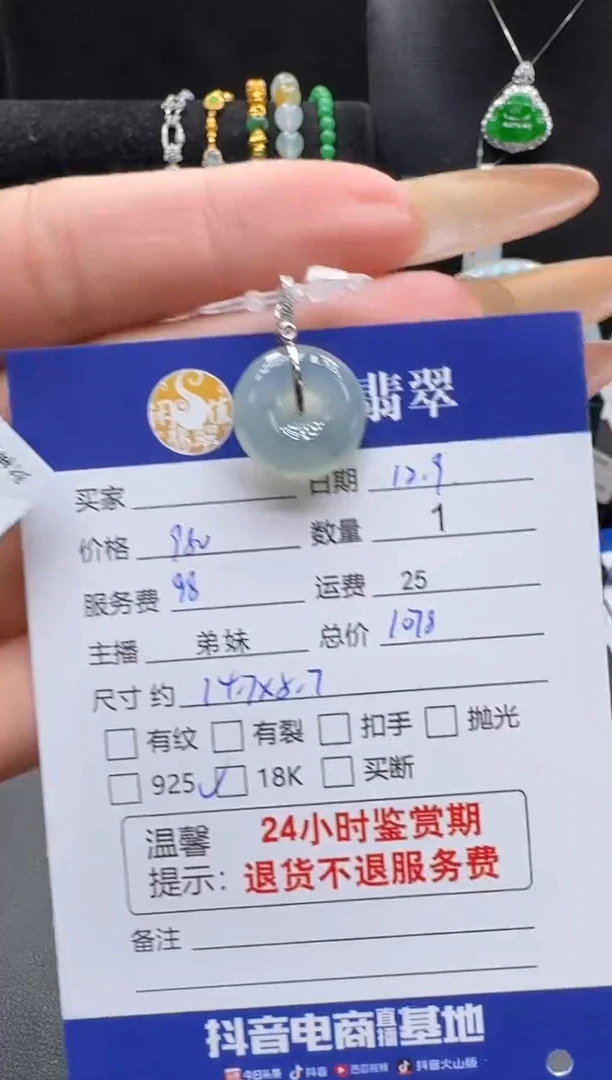 翡翠
买家 日期 12.9
价格 980 数量 1
服务费 98 运费 25
主播 弟妹 总价 1078
尺寸 约 14.7x5.7
有纹 有裂 扣手 抛光
925 ✓ 18K 买断
温馨 24小时鉴赏期
提示: 退货不退服务费
备注
抖音电商直播基地
今日头条 抖音 西瓜视频 抖音火山版